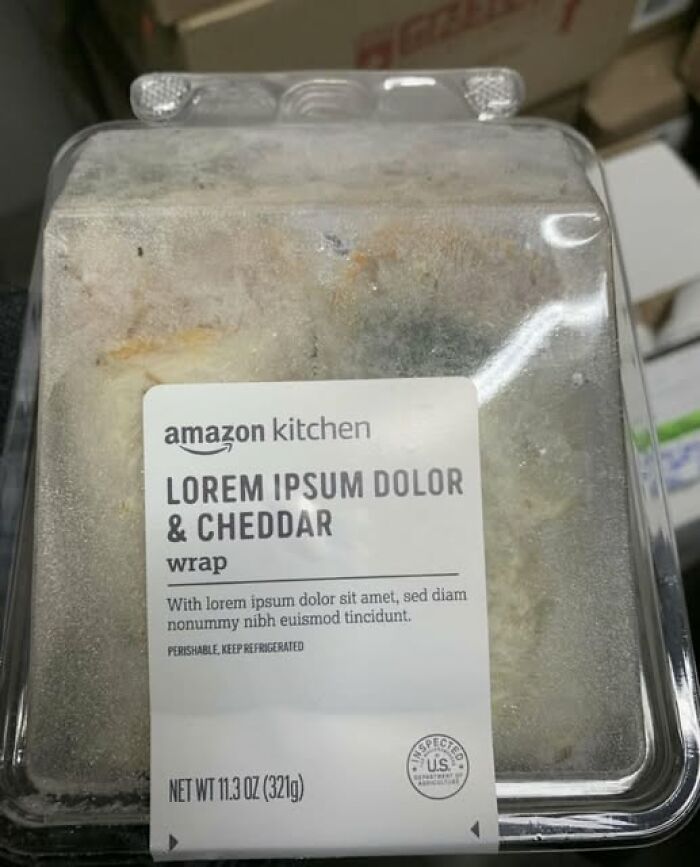 amazon kitchen
LOREM IPSUM DOLOR
& CHEDDAR
wrap
With lorem ipsum dolor sit amet, sed diam
nonummy nibh euismod tincidunt.
PERISHABLE, KEEP REFRIGERATED
NET WT 11.3 OZ (321g)
INSPECTED
U.S.
DEPARTMENT OF
AGRICULTURE